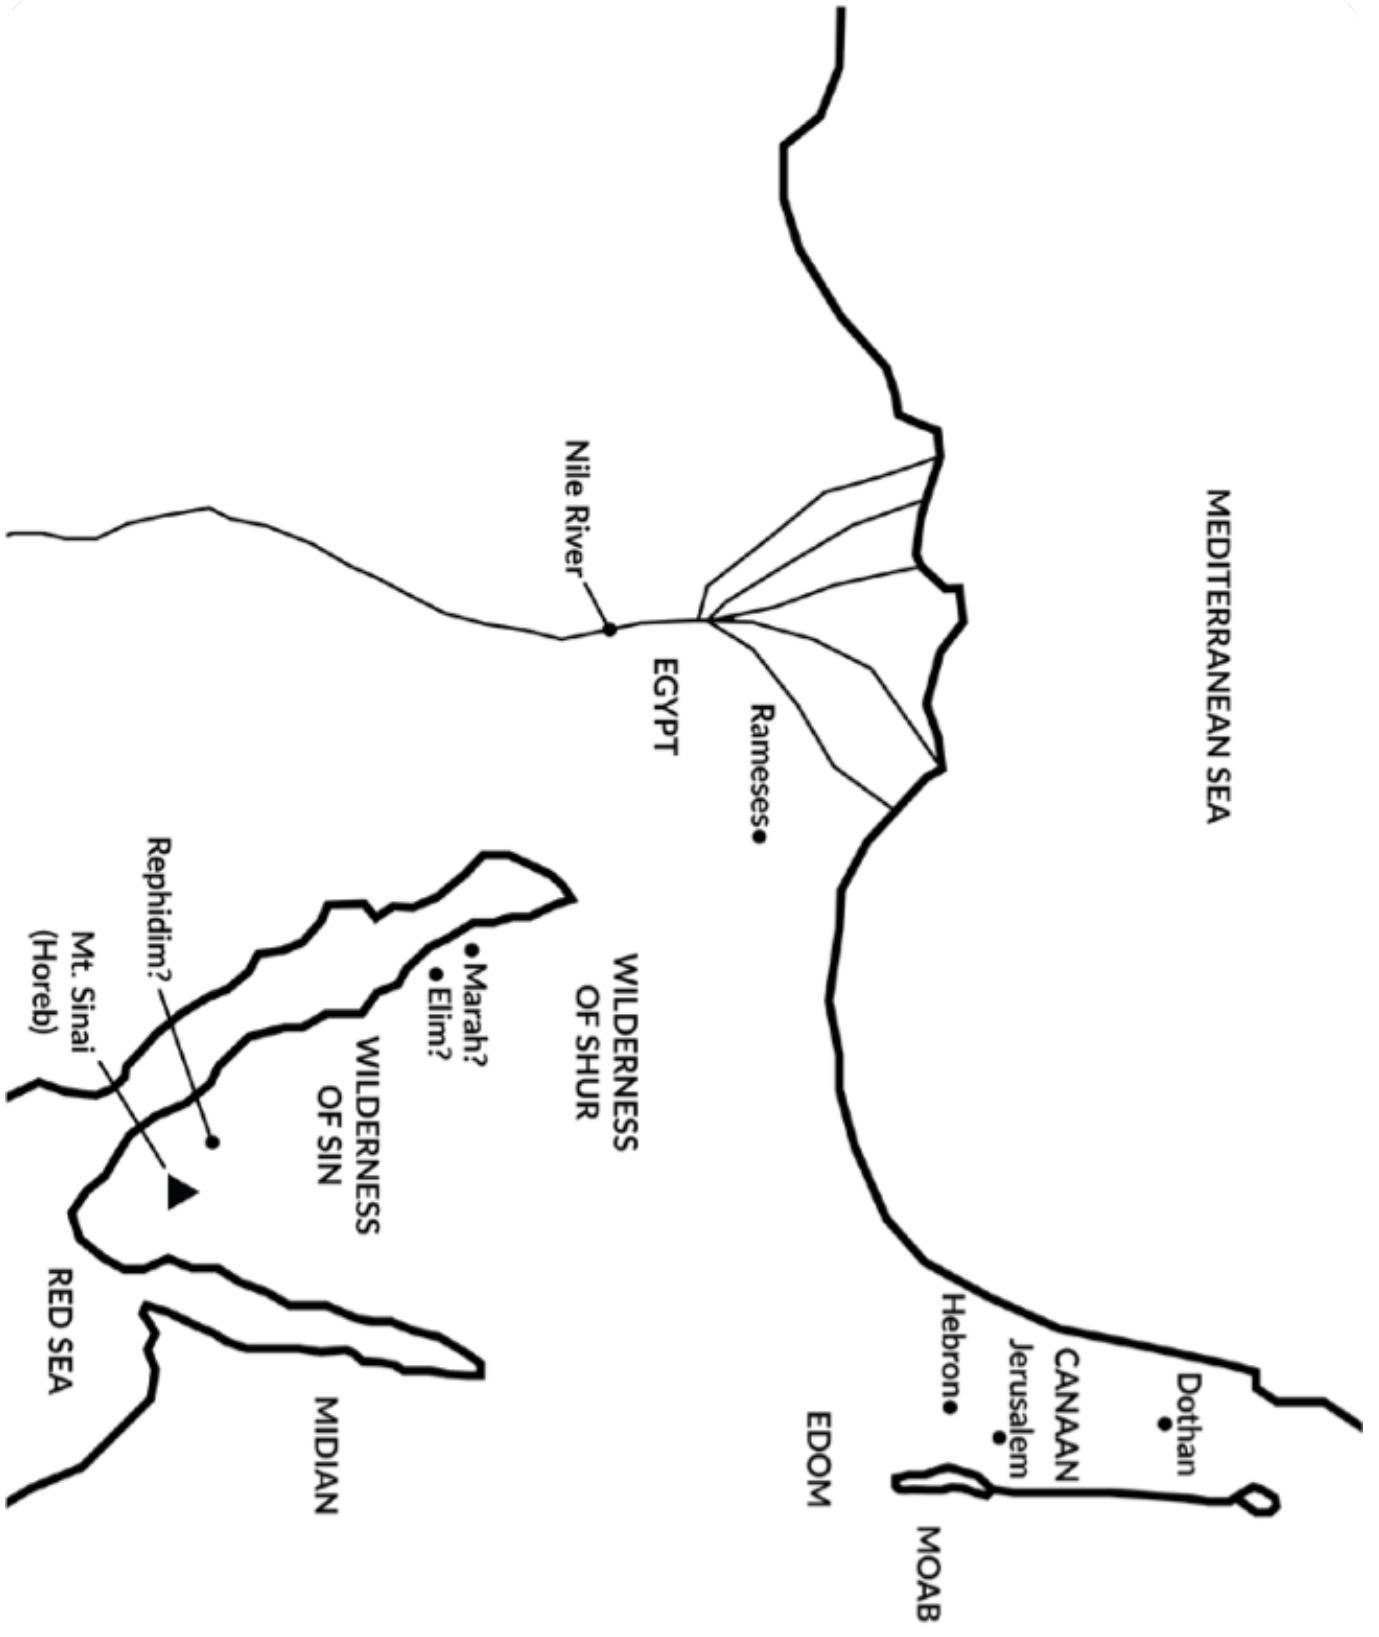 MEDITERRANEAN SEA
Dothan
CANAAN
Jerusalem
Hebron
MOAB
EDOM
Rameses
EGYPT
Nile River
WILDERNESS
OF SHUR
Marah?
Elim?
WILDERNESS
OF SIN
MIDIAN
Rephidim?
Mt. Sinai
(Horeb)
RED SEA